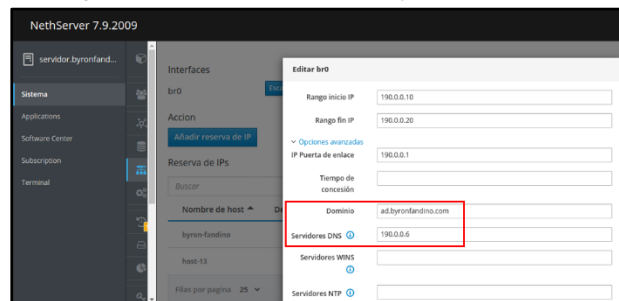 NethServer 7.9.2009
servidor.byronfand...
Sistema
Applications
Software Center
Subscription
Terminal
Interfaces
br0
Accion
Añadir reserva de IP
Reserva de IPs
Buscar
Nombre de host
byron-fandino
host-13
Filas por pagina 25
Editar br0
Rango inicio IP 190.0.0.10
Rango fin IP 190.0.0.20
Opciones avanzadas
IP Puerta de enlace 190.0.0.1
Tiempo de
concesión
Dominio ad.byronfandino.com
Servidores DNS 190.0.0.6
Servidores WINS
Servidores NTP